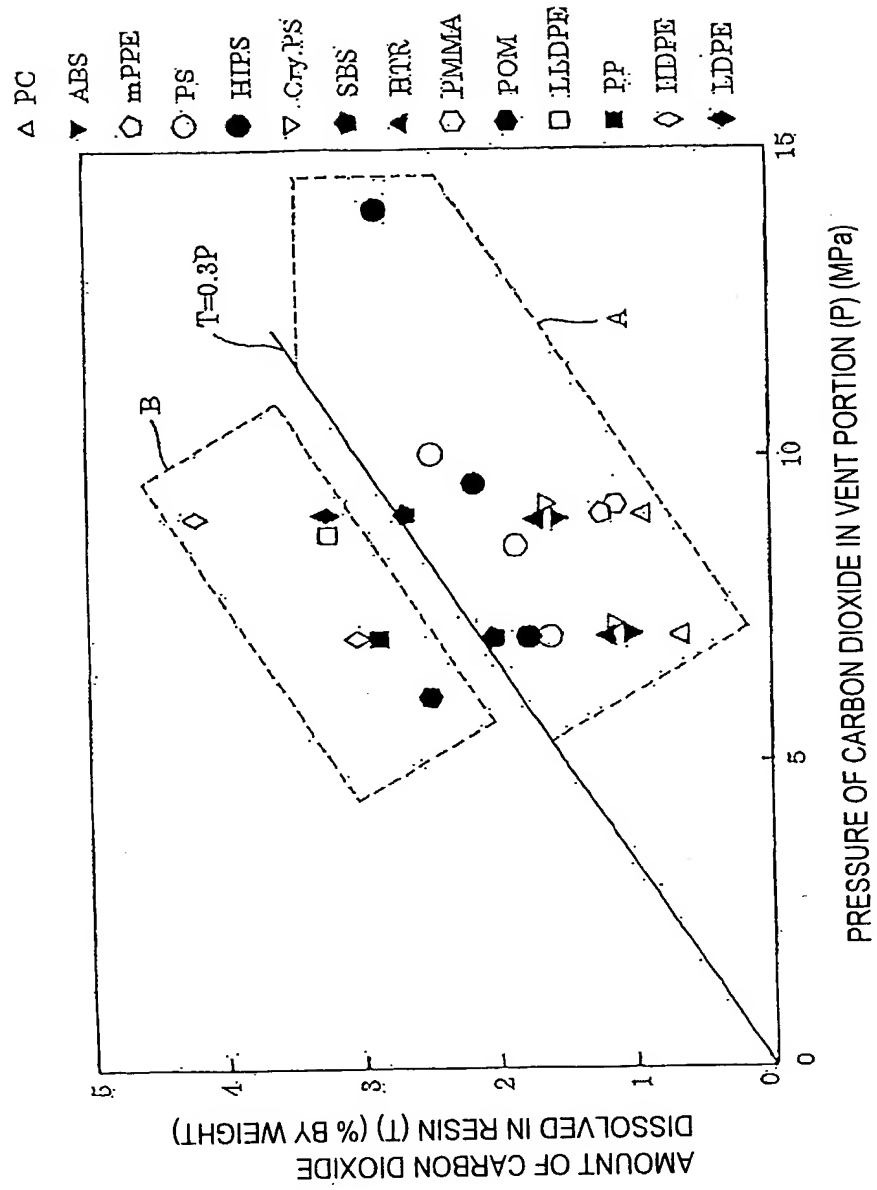 △ PC
▼ ABS
⬠ mPPE
○ PS
● HIPS
▽ Cry.PS
⬟ SBS
▲ HTR
⬡ PMMA
⬢ POM
□ LLDPE
■ PP
◇ HDPE
◆ LDPE
T=0.3P
B
A
5
4
3
2
1
0
0
5
10
15
AMOUNT OF CARBON DIOXIDE
DISSOLVED IN RESIN (T) (% BY WEIGHT)
PRESSURE OF CARBON DIOXIDE IN VENT PORTION (P) (MPa)